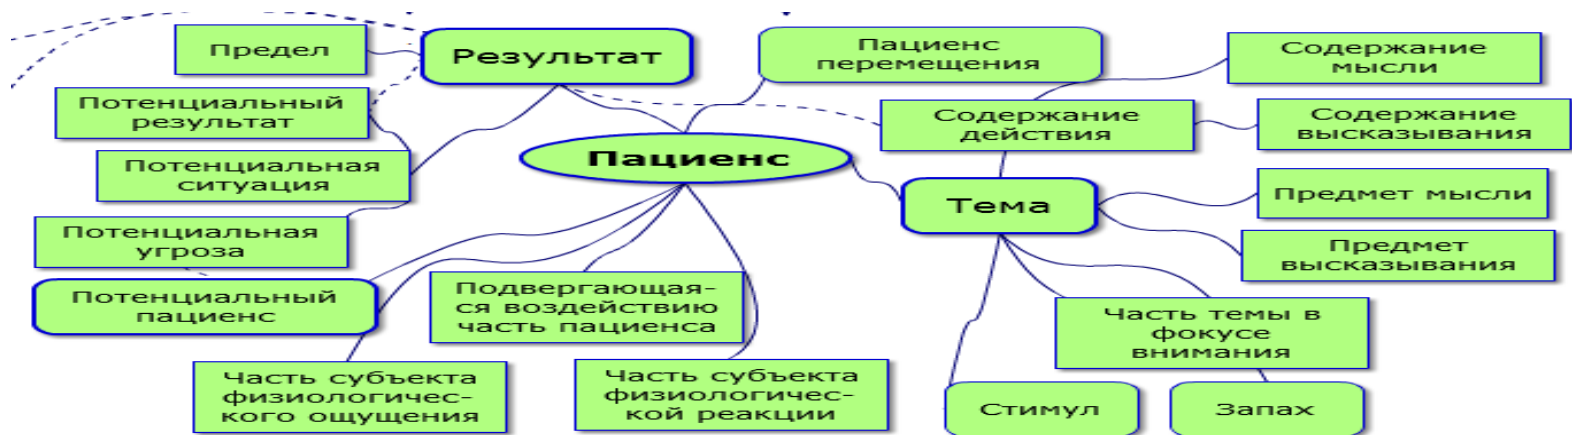 Предел
Результат
Пациенс
перемещения
Содержание
мысли
Потенциальный
результат
Содержание
действия
Содержание
высказывания
Потенциальная
ситуация
Пациенс
Тема
Предмет мысли
Потенциальная
угроза
Предмет
высказывания
Потенциальный
пациенс
Подвергающая-
ся воздействию
часть пациенса
Часть темы в
фокусе
внимания
Часть субъекта
физиологичес-
кого ощущения
Часть субъекта
физиологичес-
кой реакции
Стимул
Запах